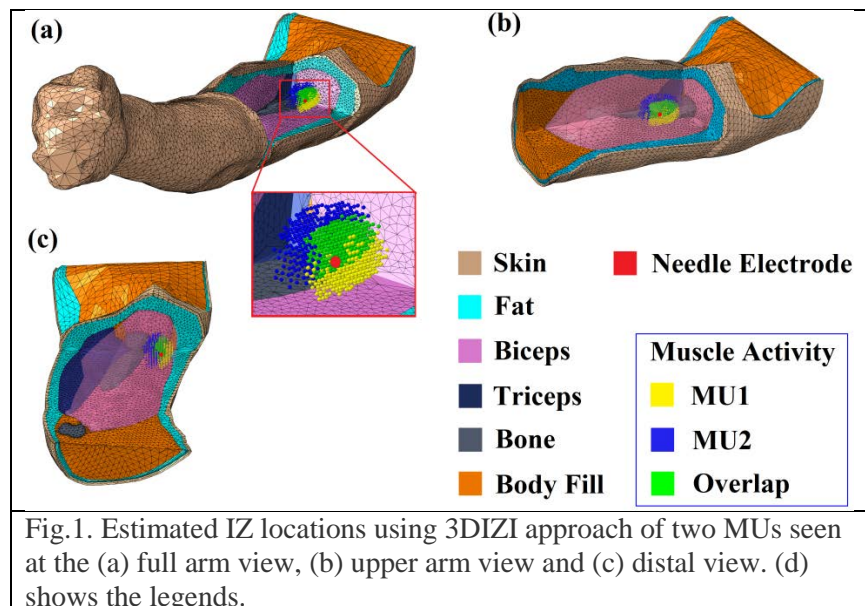 (a)
(b)
(c)
Skin
Needle Electrode
Fat
Biceps
Muscle Activity
Triceps
MU1
Bone
MU2
Body Fill
Overlap
Fig.1. Estimated IZ locations using 3DIZI approach of two MUs seen
at the (a) full arm view, (b) upper arm view and (c) distal view. (d)
shows the legends.